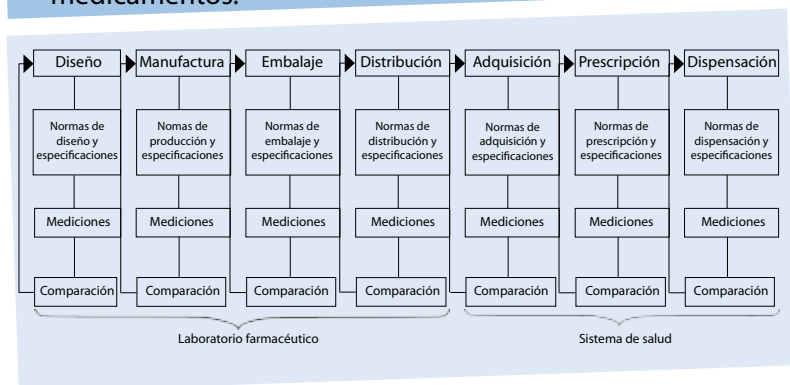 medicamentos.
Diseño Manufactura Embalaje Distribución Adquisición Prescripción Dispensación
Normas de diseño y especificaciones
Nomas de producción y especificaciones
Normas de embalaje y especificaciones
Normas de distribución y especificaciones
Normas de adquisición y especificaciones
Normas de prescripción y especificaciones
Normas de dispensación y especificaciones
Mediciones Mediciones Mediciones Mediciones Mediciones Mediciones Mediciones
Comparación Comparación Comparación Comparación Comparación Comparación Comparación
Laboratorio farmacéutico Sistema de salud